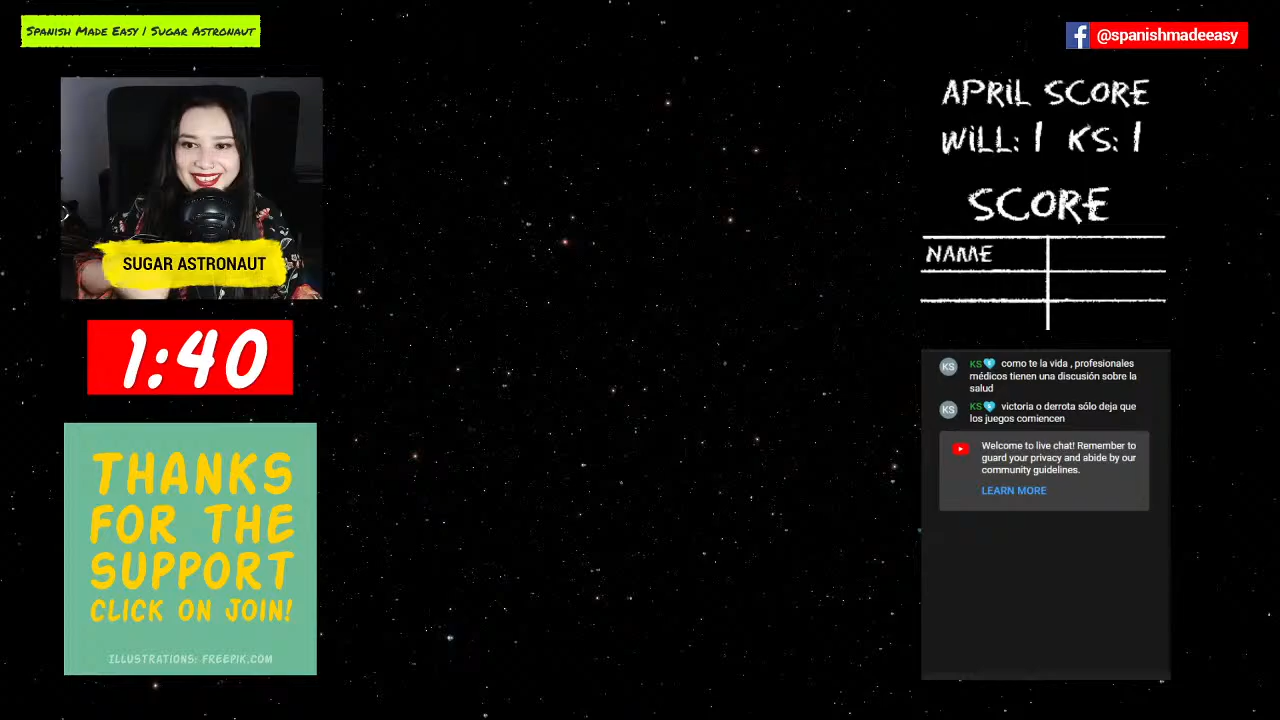 Spanish Made Easy | Sugar Astronaut
@spanishmadeeasy
SUGAR ASTRONAUT
1:40
THANKS
FOR THE
SUPPORT
CLICK ON JOIN!
ILLUSTRATIONS: FREEPIK.COM
APRIL SCORE
WILL: 1 KS: 1
SCORE
NAME
KS KS como te la vida , profesionales
médicos tienen una discusión sobre la
salud
KS KS victoria o derrota sólo deja que
los juegos comiencen
Welcome to live chat! Remember to
guard your privacy and abide by our
community guidelines.
LEARN MORE